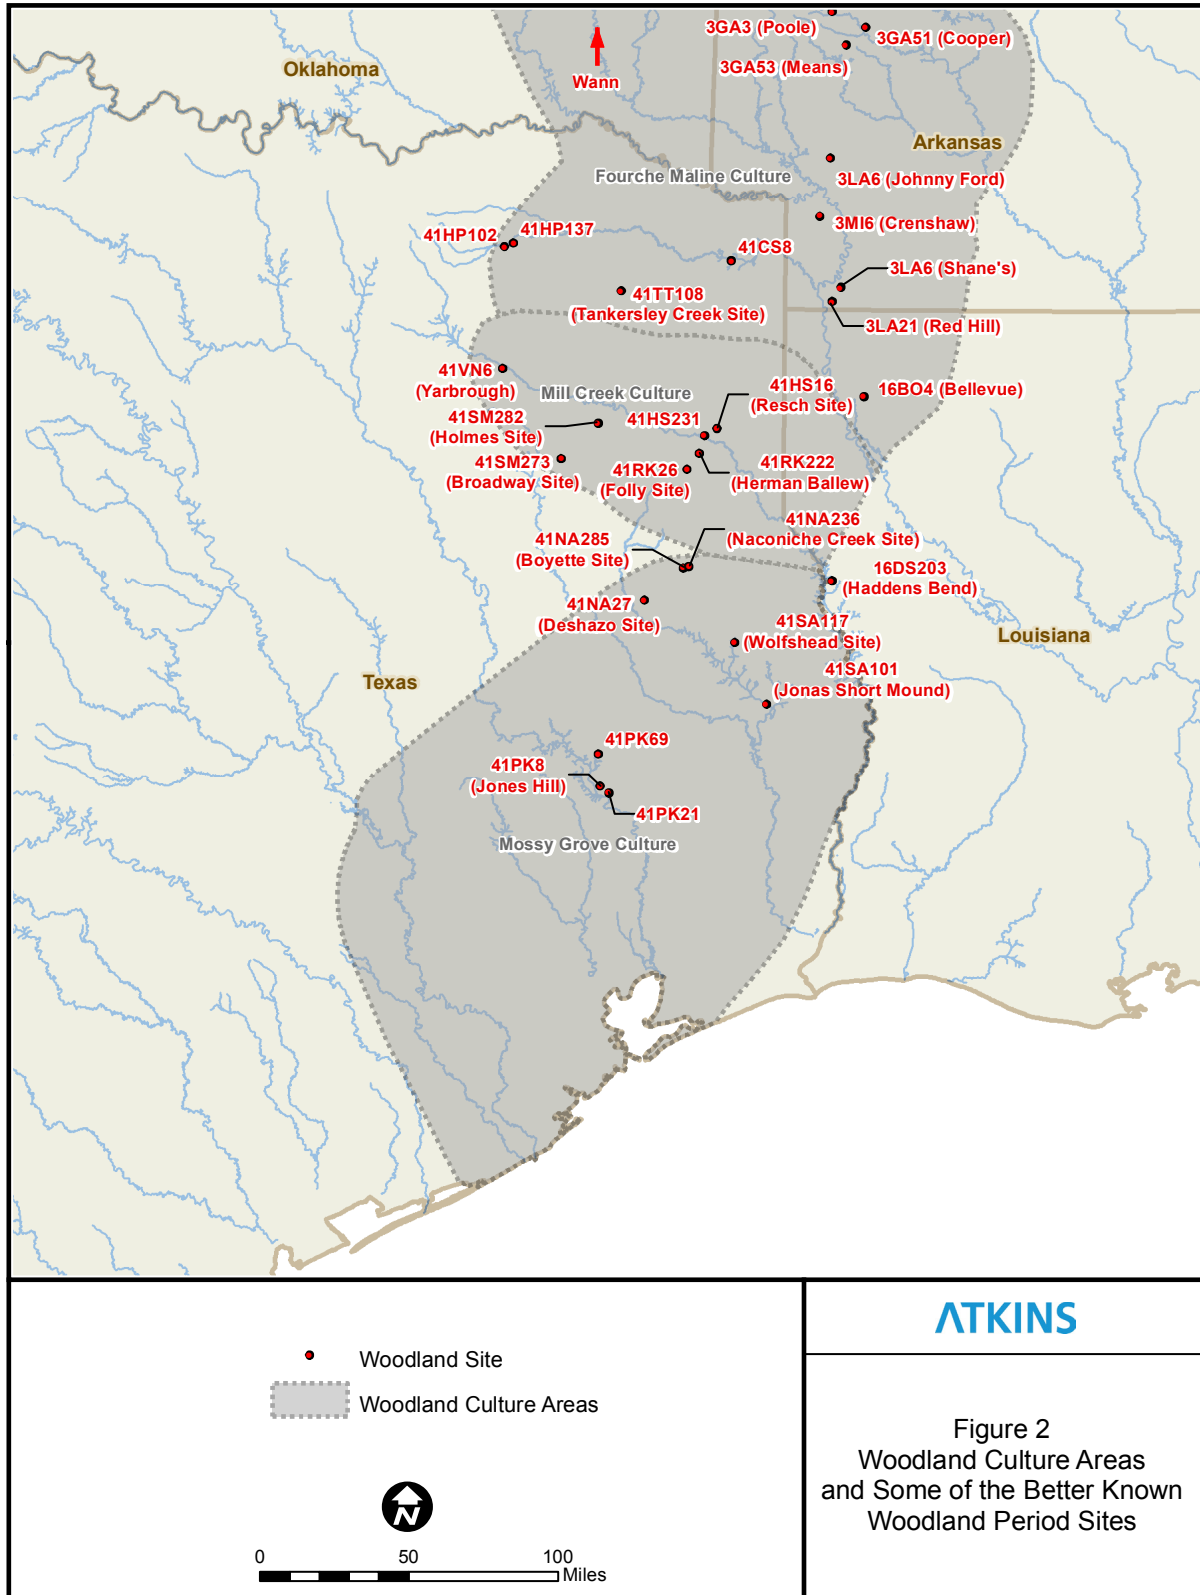 3GA3 (Poole)
3GA51 (Cooper)
3GA53 (Means)
Wann
Oklahoma
Arkansas
Fourche Maline Culture
3LA6 (Johnny Ford)
3MI6 (Crenshaw)
41HP102
41HP137
41CS8
3LA6 (Shane's)
41TT108
(Tankersley Creek Site)
3LA21 (Red Hill)
41VN6
(Yarbrough)
Mill Creek Culture
41HS16
(Resch Site)
16BO4 (Bellevue)
41SM282
(Holmes Site)
41HS231
41SM273
(Broadway Site)
41RK26
(Folly Site)
41RK222
(Herman Ballew)
41NA236
(Naconiche Creek Site)
41NA285
(Boyette Site)
16DS203
(Haddens Bend)
41NA27
(Deshazo Site)
41SA117
(Wolfshead Site)
Louisiana
41SA101
(Jonas Short Mound)
Texas
41PK69
41PK8
(Jones Hill)
41PK21
Mossy Grove Culture
Woodland Site
Woodland Culture Areas
N
0 50 100
Miles
ATKINS
Figure 2
Woodland Culture Areas
and Some of the Better Known
Woodland Period Sites